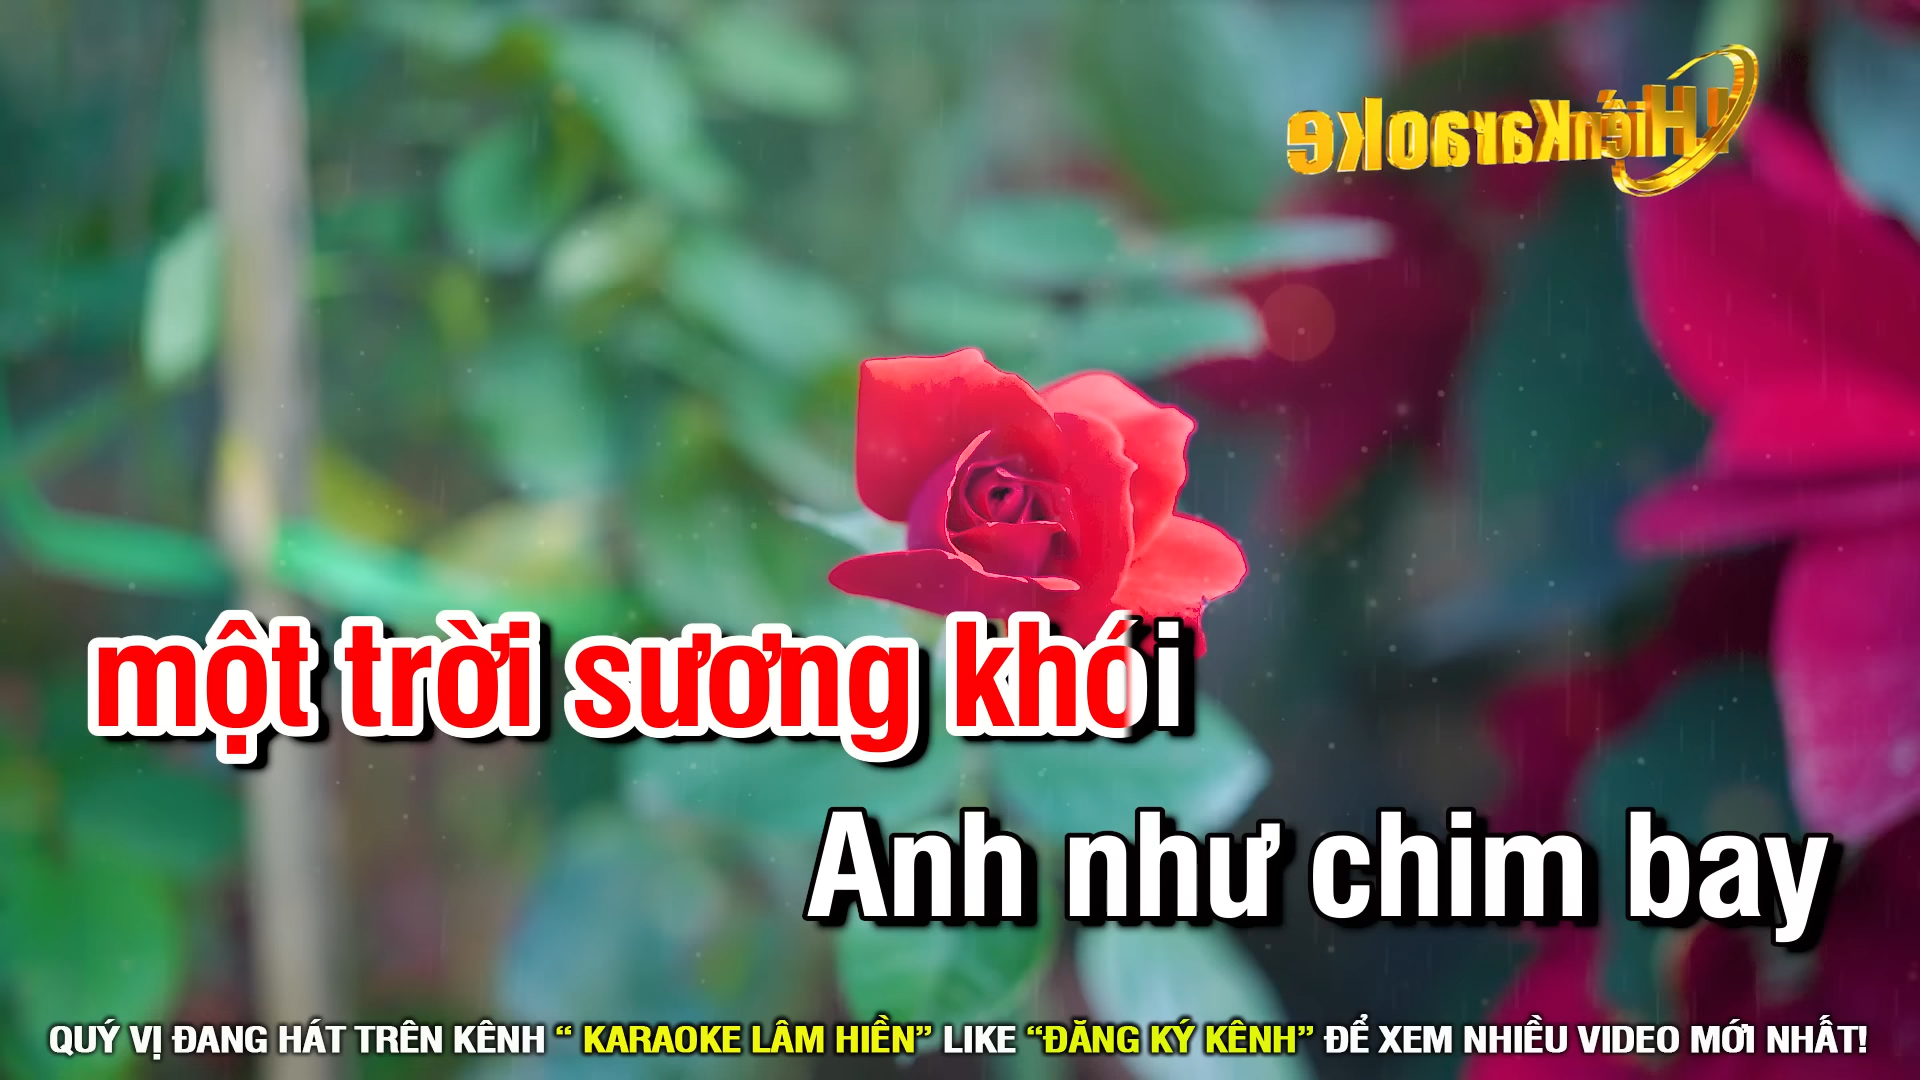 HiềnKaraoke
một trời sương khói
Anh như chim bay
QUÝ VỊ ĐANG HÁT TRÊN KÊNH “ KARAOKE LÂM HIỀN” LIKE “ĐĂNG KÝ KÊNH” ĐỂ XEM NHIỀU VIDEO MỚI NHẤT!